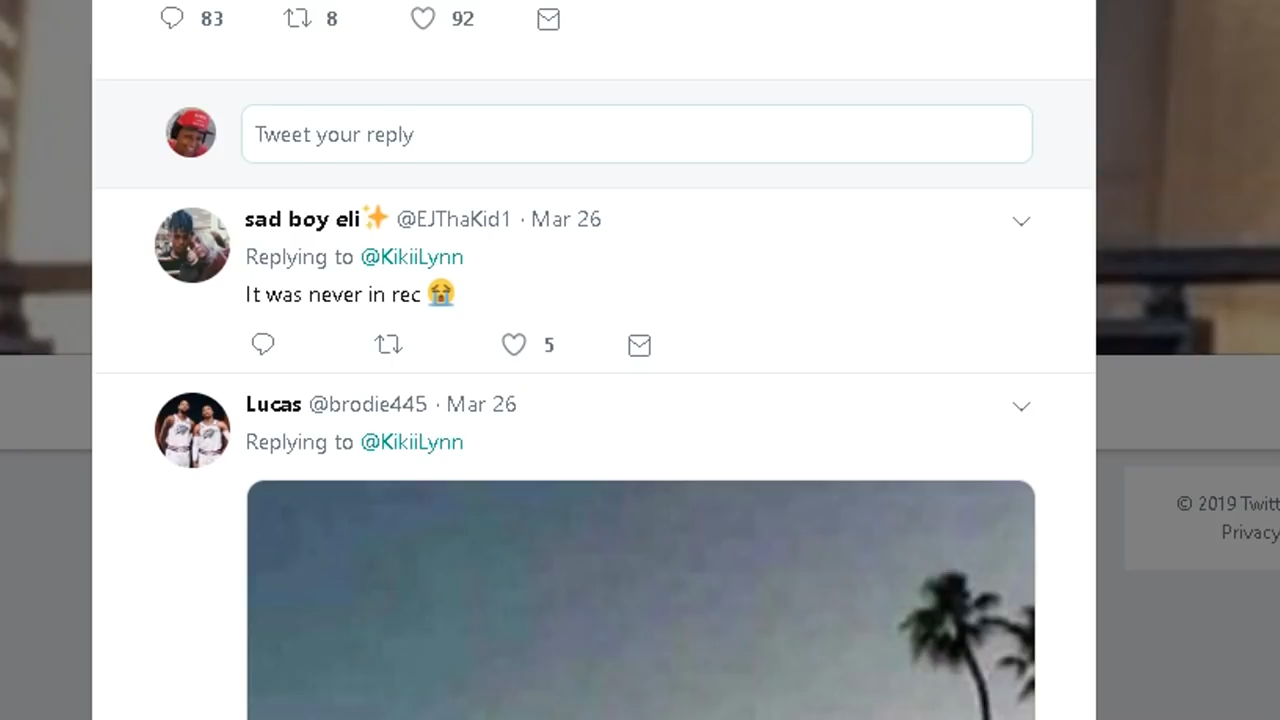 83 8 92
Tweet your reply
sad boy eli✨ @EJThaKid1 · Mar 26
Replying to @KikiiLynn
It was never in rec 😭
5
Lucas @brodie445 · Mar 26
Replying to @KikiiLynn
© 2019 Twitt
Privacy